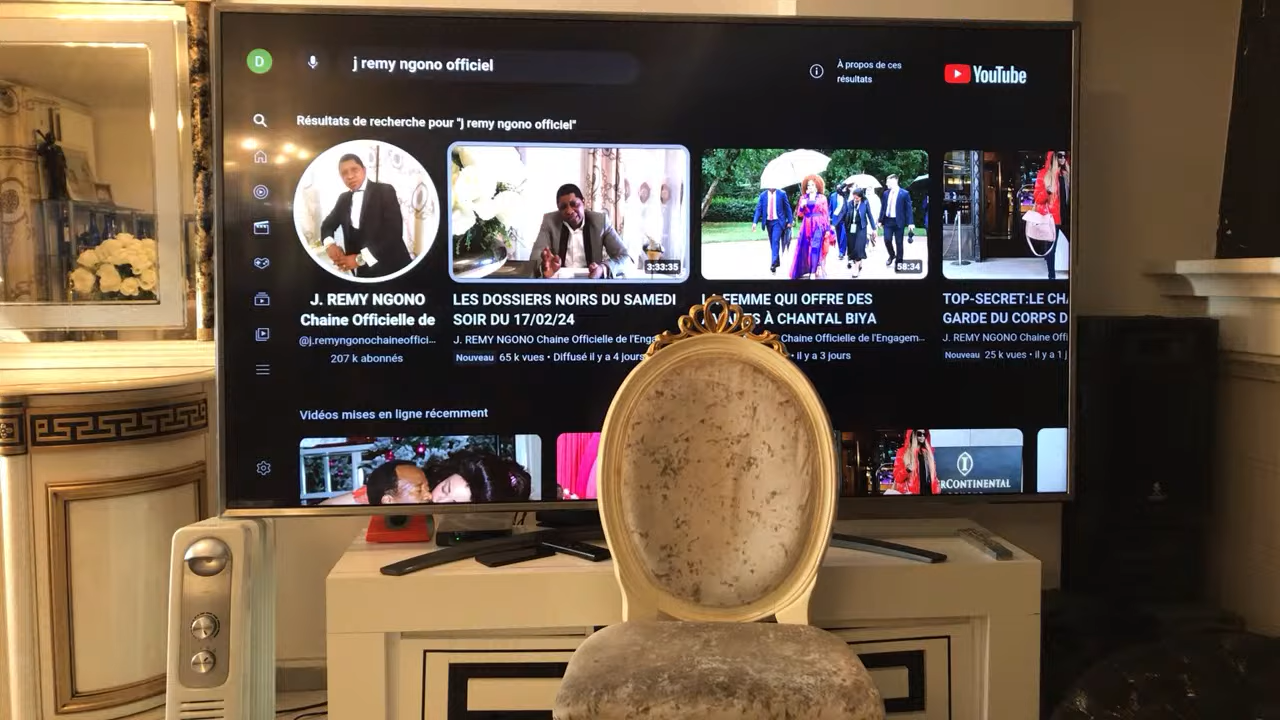 D
j remy ngono officiel
À propos de ces
résultats
YouTube
Résultats de recherche pour "j remy ngono officiel"
3:33:35
58:34
J. REMY NGONO
Chaine Officielle de
@j.remyngonochaineoffici...
207 k abonnés
LES DOSSIERS NOIRS DU SAMEDI
SOIR DU 17/02/24
J. REMY NGONO Chaine Officielle de l'Enga
Nouveau 65 k vues • Diffusé il y a 4 jours
FEMME QUI OFFRE DES
À CHANTAL BIYA
Chaine Officielle de l'Engagem...
• il y a 3 jours
TOP-SECRET:LE CH
GARDE DU CORPS D
J. REMY NGONO Chaine Offi
Nouveau 25 k vues • il y a 1 j
Vidéos mises en ligne récemment
ERCONTINENTAL